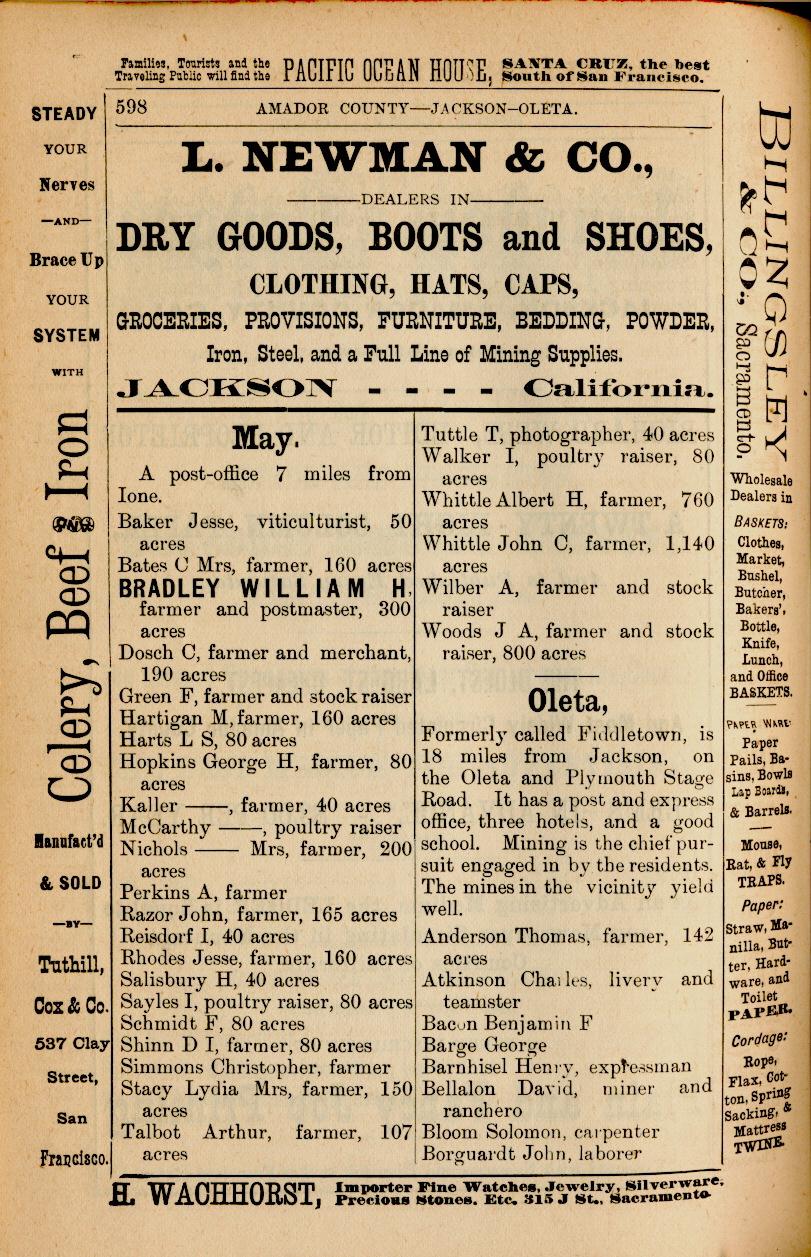 Families, Tourists and the
Traveling Public will find the
PACIFIC OCEAN HOUSE,
SANTA CRUZ, the best
South of San Francisco.
STEADY
YOUR
Nerves
—AND—
Brace Up
YOUR
SYSTEM
WITH
Celery, Beef and Iron
Manufact'd
& SOLD
—BY—
Tuthill,
Cox & Co.
537 Clay
Street,
San
Francisco.
598 AMADOR COUNTY—JACKSON–OLETA.
L. NEWMAN & CO.,
———DEALERS IN———
DRY GOODS, BOOTS and SHOES,
CLOTHING, HATS, CAPS,
GROCERIES, PROVISIONS, FURNITURE, BEDDING, POWDER,
Iron, Steel, and a Full Line of Mining Supplies.
JACKSON - - - - California.
May.
A post-office 7 miles from
Ione.
Baker Jesse, viticulturist, 50
acres
Bates C Mrs, farmer, 160 acres
BRADLEY WILLIAM H,
farmer and postmaster, 300
acres
Dosch C, farmer and merchant,
190 acres
Green F, farmer and stock raiser
Hartigan M, farmer, 160 acres
Harts L S, 80 acres
Hopkins George H, farmer, 80
acres
Kaller ——, farmer, 40 acres
McCarthy ——, poultry raiser
Nichols —— Mrs, farmer, 200
acres
Perkins A, farmer
Razor John, farmer, 165 acres
Reisdorf I, 40 acres
Rhodes Jesse, farmer, 160 acres
Salisbury H, 40 acres
Sayles I, poultry raiser, 80 acres
Schmidt F, 80 acres
Shinn D I, farmer, 80 acres
Simmons Christopher, farmer
Stacy Lydia Mrs, farmer, 150
acres
Talbot Arthur, farmer, 107
acres
Tuttle T, photographer, 40 acres
Walker I, poultry raiser, 80
acres
Whittle Albert H, farmer, 760
acres
Whittle John C, farmer, 1,140
acres
Wilber A, farmer and stock
raiser
Woods J A, farmer and stock
raiser, 800 acres
Oleta,
Formerly called Fiddletown, is
18 miles from Jackson, on
the Oleta and Plymouth Stage
Road. It has a post and express
office, three hotels, and a good
school. Mining is the chief pur-
suit engaged in by the residents.
The mines in the vicinity yield
well.
Anderson Thomas, farmer, 142
acres
Atkinson Charles, livery and
teamster
Bacon Benjamin F
Barge George
Barnhisel Henry, expressman
Bellalon David, miner and
ranchero
Bloom Solomon, carpenter
Borguardt John, laborer
BILLINGSLEY
& CO., Sacramento.
Wholesale
Dealers in
BASKETS:
Clothes,
Market,
Bushel,
Butcher,
Bakers',
Bottle,
Knife,
Lunch,
and Office
BASKETS.
PAPER WARE:
Paper
Pails, Ba-
sins, Bowls
Lap Boards,
& Barrels.
Mouse,
Rat, & Fly
TRAPS.
Paper:
Straw, Ma-
nilla, But-
ter, Hard-
ware, and
Toilet
PAPER.
Cordage:
Rope,
Flax, Cot-
ton, Spring
Sacking, &
Mattress
TWINE.
H. WACHHORST,
Importer Fine Watches, Jewelry, Silverware,
Precious Stones. Etc. 315 J St., Sacramento.